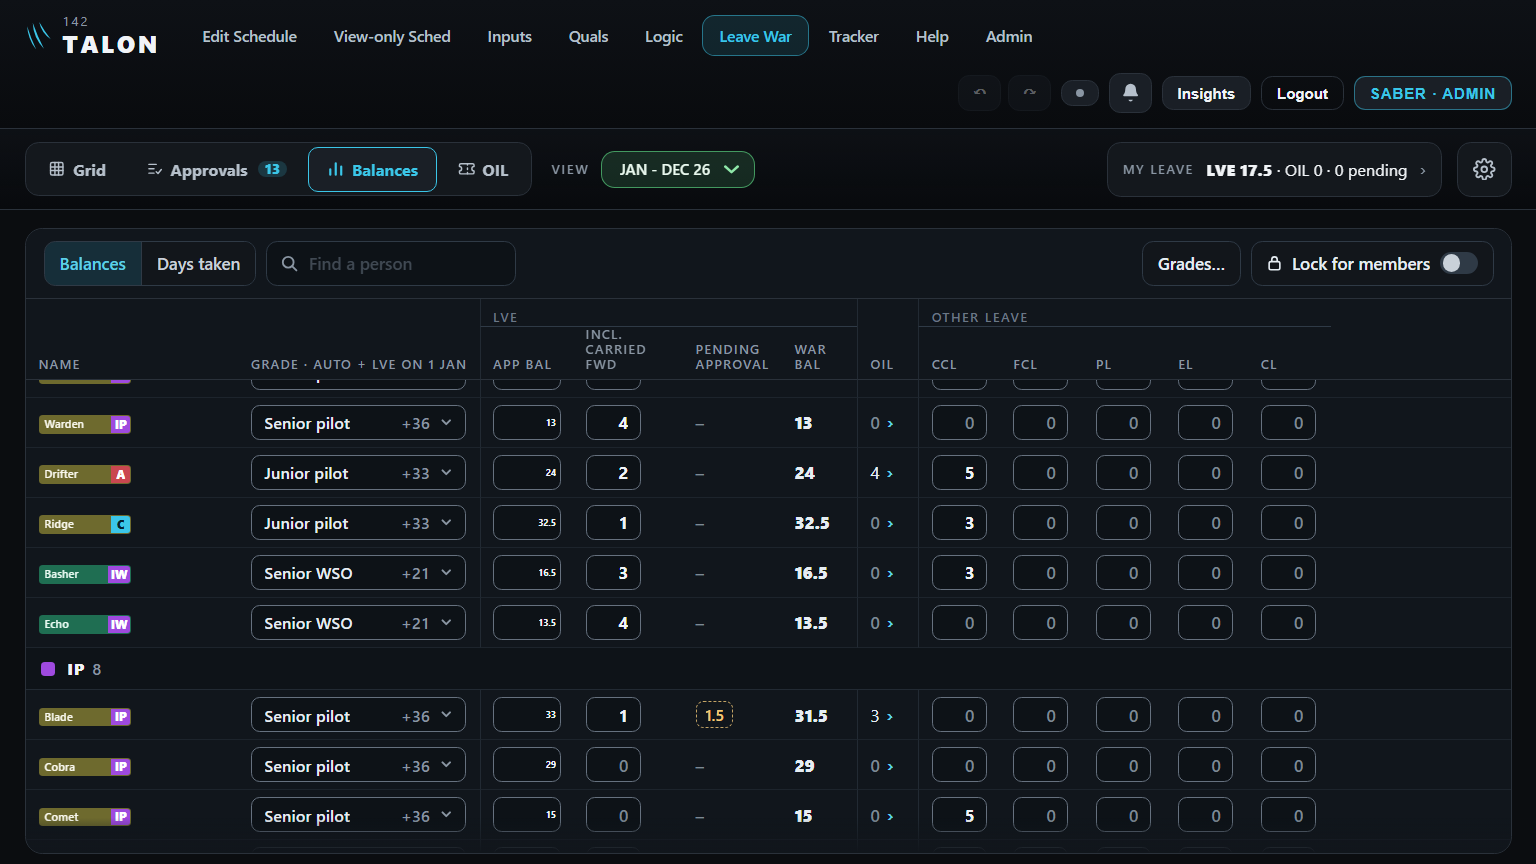 142
TALON
Edit Schedule
View-only Sched
Inputs
Quals
Logic
Leave War
Tracker
Help
Admin
Insights
Logout
SABER · ADMIN
Grid
Approvals 13
Balances
OIL
VIEW
JAN - DEC 26
MY LEAVE LVE 17.5 · OIL 0 · 0 pending ›
Balances
Days taken
Find a person
Grades...
Lock for members
LVE
OTHER LEAVE
NAME
GRADE · AUTO + LVE ON 1 JAN
APP BAL
INCL. CARRIED FWD
PENDING APPROVAL
WAR BAL
OIL
CCL
FCL
PL
EL
CL
Warden IP Senior pilot +36 13 4 – 13 0 › 0 0 0 0 0
Drifter A Junior pilot +33 24 2 – 24 4 › 5 0 0 0 0
Ridge C Junior pilot +33 32.5 1 – 32.5 0 › 3 0 0 0 0
Basher IW Senior WSO +21 16.5 3 – 16.5 0 › 3 0 0 0 0
Echo IW Senior WSO +21 13.5 4 – 13.5 0 › 0 0 0 0 0
IP 8
Blade IP Senior pilot +36 33 1 1.5 31.5 3 › 0 0 0 0 0
Cobra IP Senior pilot +36 29 0 – 29 0 › 0 0 0 0 0
Comet IP Senior pilot +36 15 0 – 15 0 › 5 0 0 0 0